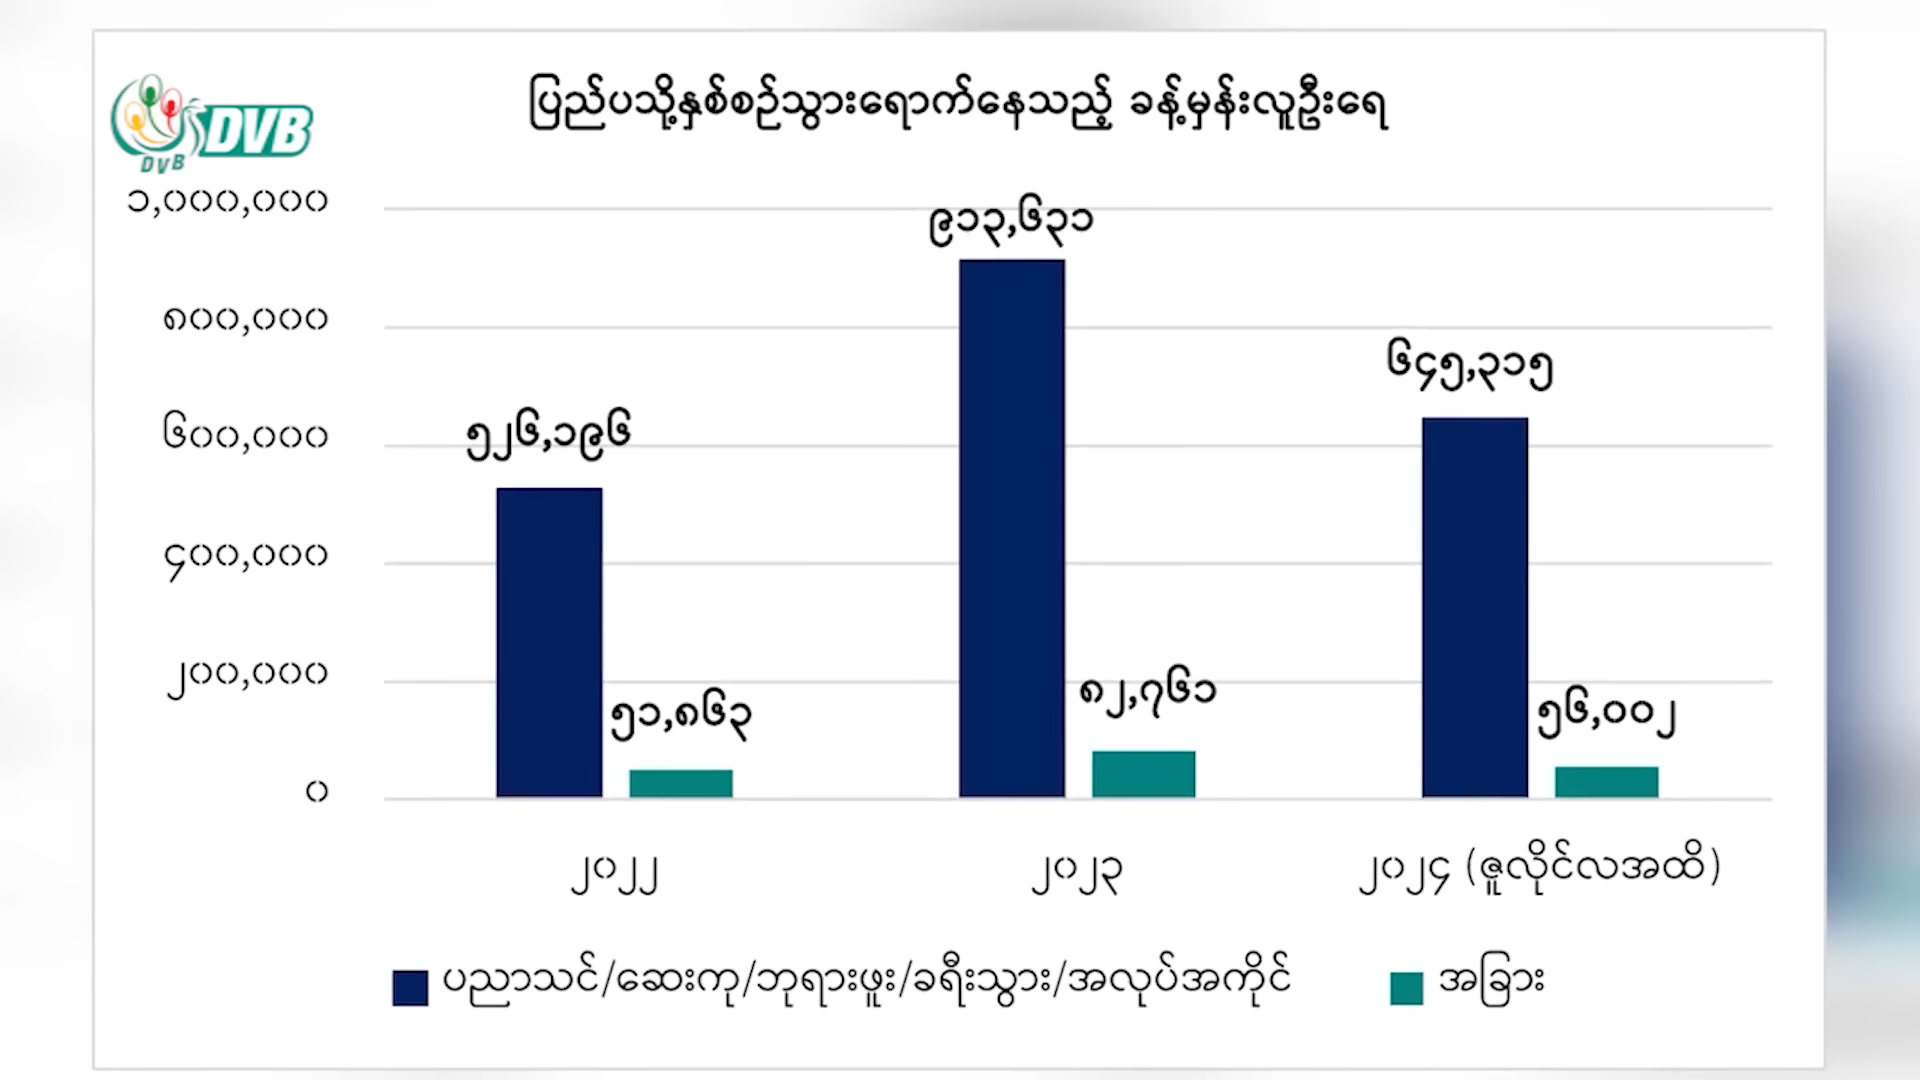 ပြည်ပသို့နှစ်စဉ်သွားရောက်နေသည့် ခန့်မှန်းလူဦးရေ
DVB
DVB
၁,၀၀၀,၀၀၀
၈၀၀,၀၀၀
၆၀၀,၀၀၀
၄၀၀,၀၀၀
၂၀၀,၀၀၀
၀
၅၂၆,၁၉၆
၅၁,၈၆၃
၉၁၃,၆၃၁
၈၂,၇၆၁
၆၄၅,၃၁၅
၅၆,၀၀၂
၂၀၂၂
၂၀၂၃
၂၀၂၄ (ဇူလိုင်လအထိ)
ပညာသင်/ဆေးကု/ဘုရားဖူး/ခရီးသွား/အလုပ်အကိုင်
အခြား